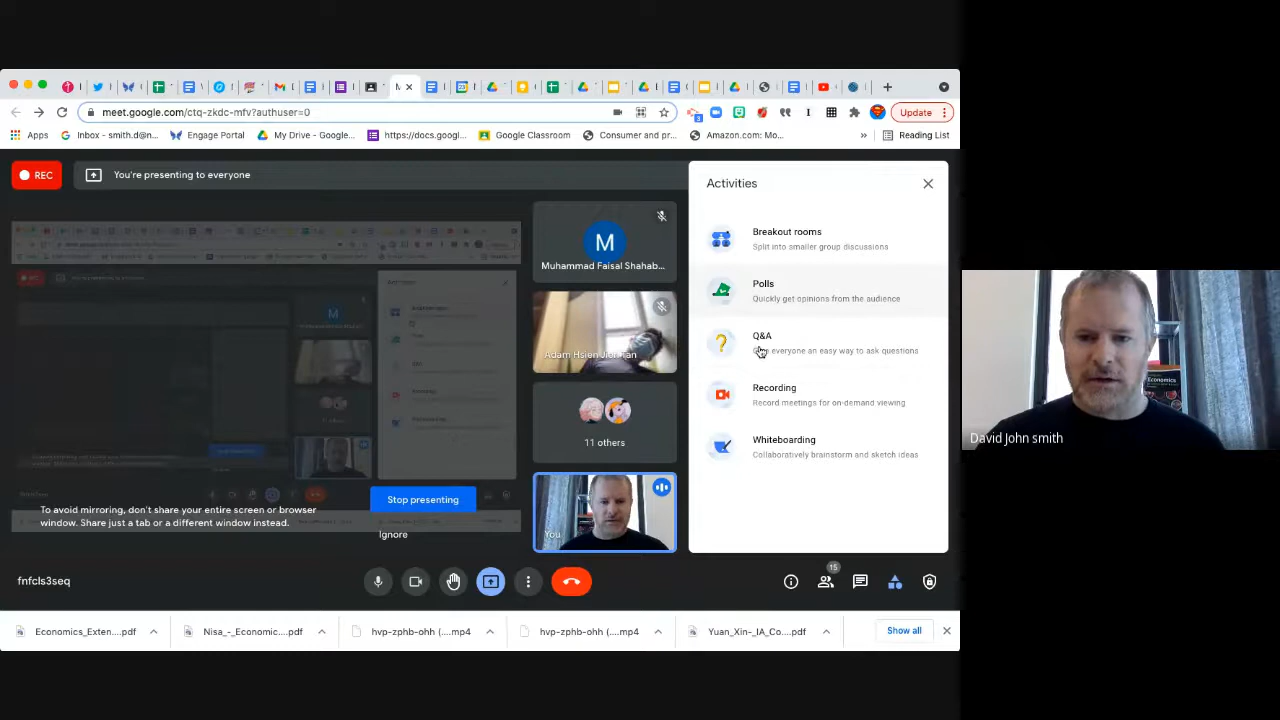 M
meet.google.com/ctq-zkdc-mfv?authuser=0
3
Update
Apps
Inbox - smith.d@n...
Engage Portal
My Drive - Google...
https://docs.googl...
Google Classroom
Consumer and pr...
Amazon.com: Mo...
»
Reading List
REC
You're presenting to everyone
Activities
M
Muhammad Faisal Shahab...
Breakout rooms
Split into smaller group discussions
Polls
Quickly get opinions from the audience
Adam Hsien Jion Tan
Q&A
everyone an easy way to ask questions
Recording
Record meetings for on-demand viewing
11 others
Whiteboarding
Collaboratively brainstorm and sketch ideas
Economics
David John smith
To avoid mirroring, don't share your entire screen or browser
window. Share just a tab or a different window instead.
Stop presenting
Ignore
You
fnfcls3seq
15
Economics_Exten....pdf
Nisa_-_Economic....pdf
hvp-zphb-ohh (....mp4
hvp-zphb-ohh (....mp4
Yuan_Xin-_IA_Co....pdf
Show all